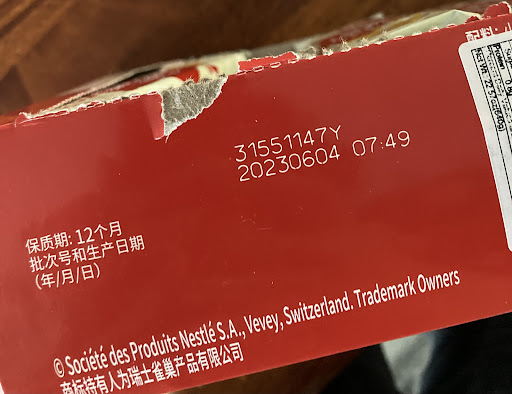 配料:
31551147Y
20230604 07:49
保质期: 12个月
批次号和生产日期
(年/月/日)
© Société des Produits Nestlé S.A., Vevey, Switzerland. Trademark Owners
商标持有人为瑞士雀巢产品有限公司